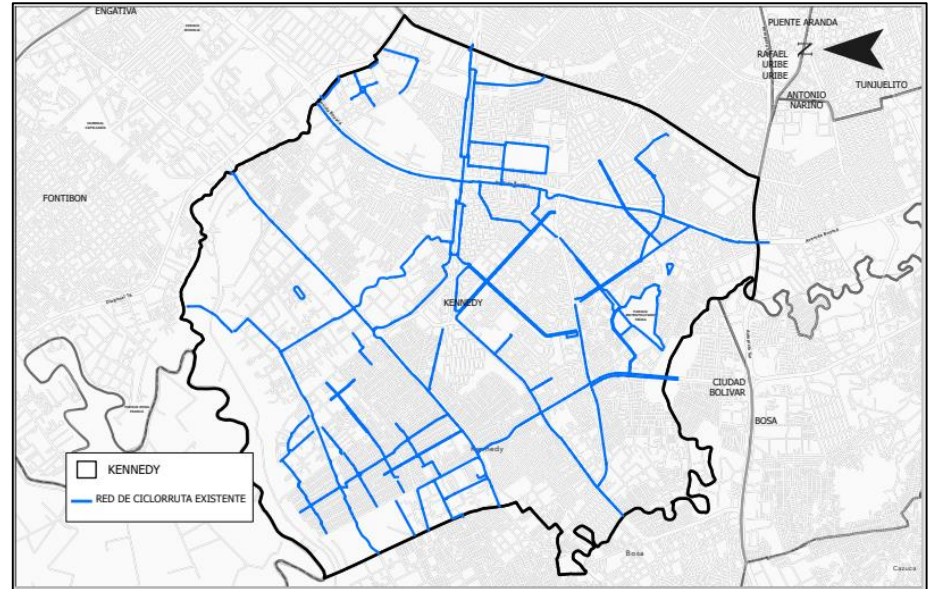 ENGATIVA
PUENTE ARANDA
N
RAFAEL
URIBE
URIBE
TUNJUELITO
ANTONIO
NARIÑO
FONTIBON
KENNEDY
CIUDAD
BOLIVAR
BOSA
KENNEDY
RED DE CICLORRUTA EXISTENTE
Kennedy
Bosa
Cazuca